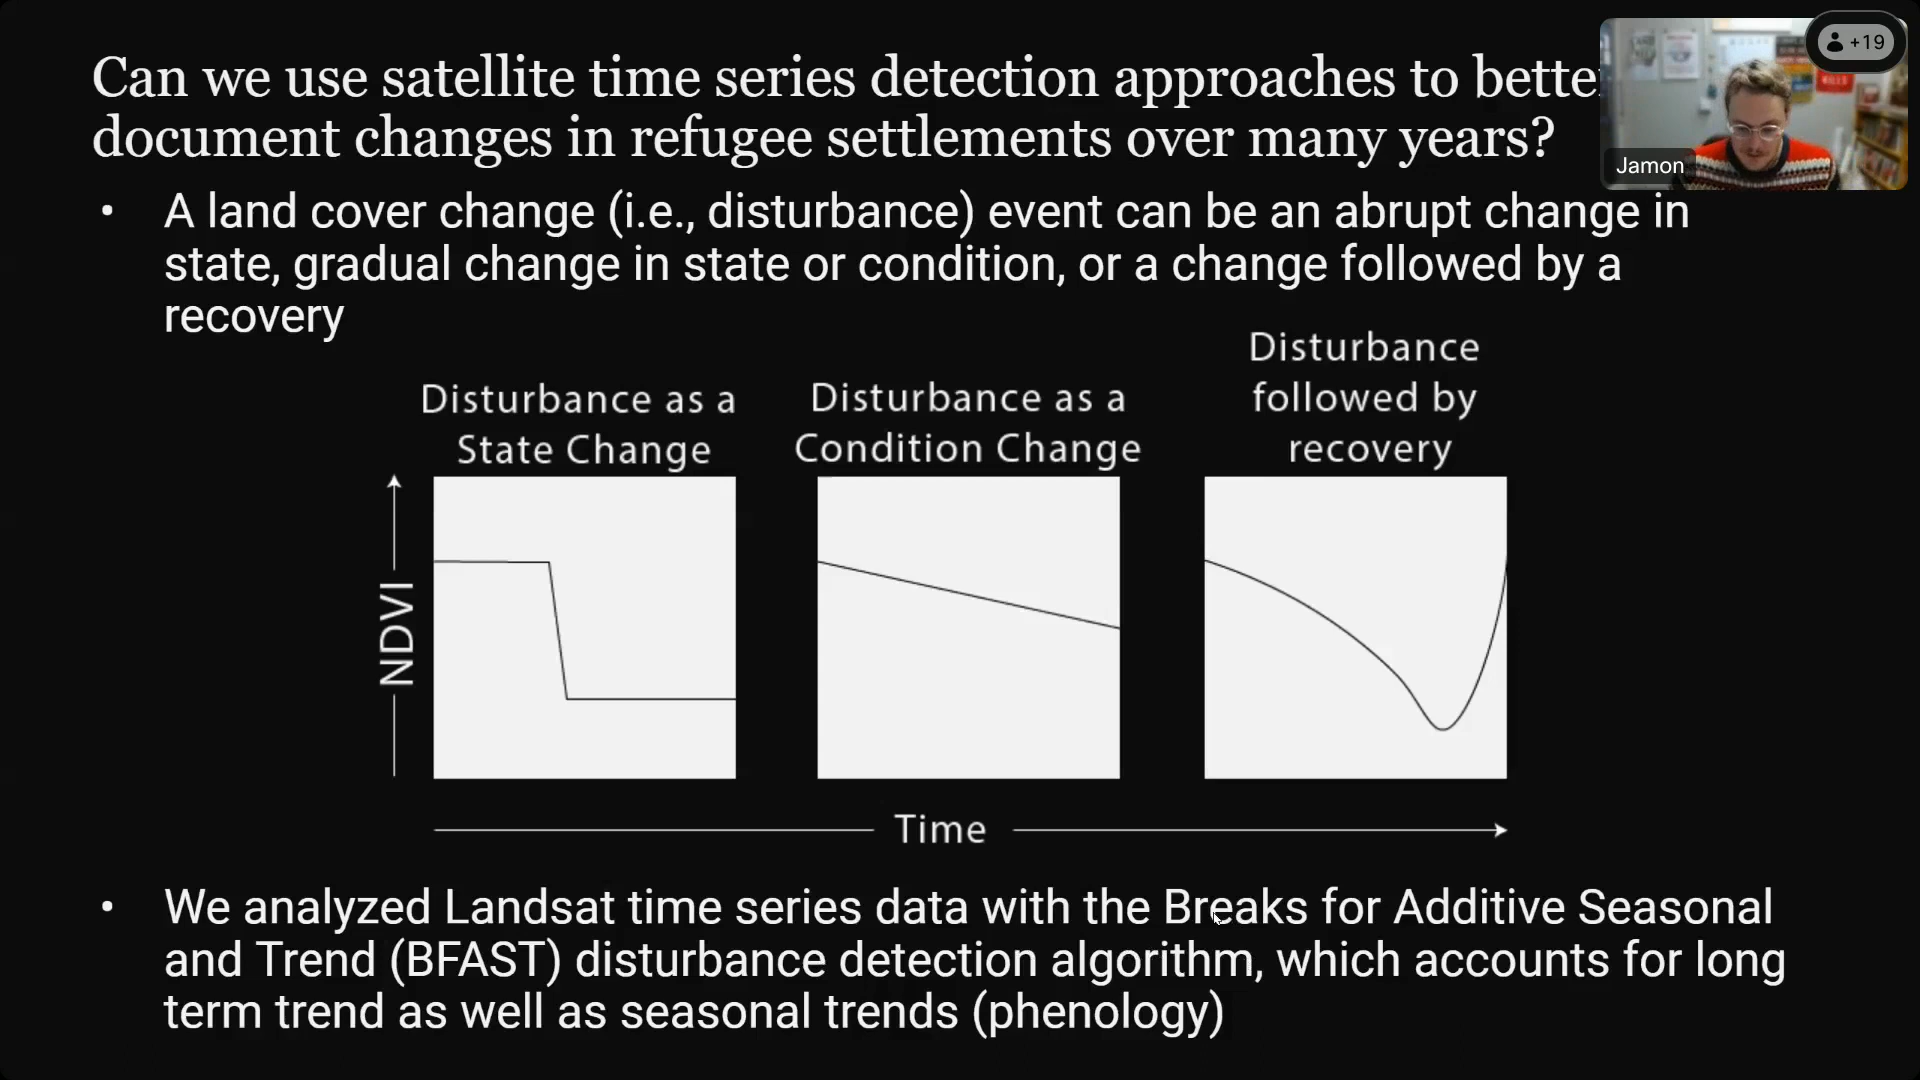 Can we use satellite time series detection approaches to bette
document changes in refugee settlements over many years?
+19
Jamon
• A land cover change (i.e., disturbance) event can be an abrupt change in
state, gradual change in state or condition, or a change followed by a
recovery
Disturbance as a
State Change
Disturbance as a
Condition Change
Disturbance
followed by
recovery
NDVI
Time
• We analyzed Landsat time series data with the Breaks for Additive Seasonal
and Trend (BFAST) disturbance detection algorithm, which accounts for long
term trend as well as seasonal trends (phenology)